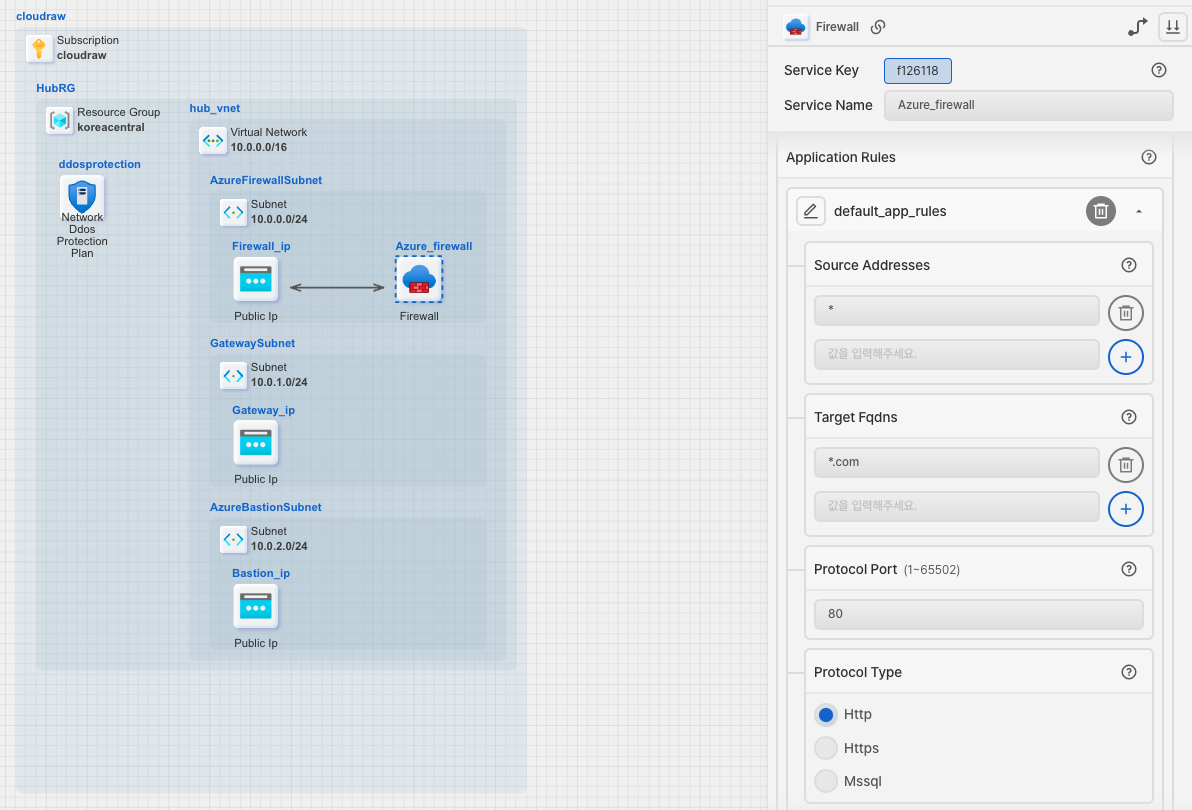 cloudraw
Subscription
cloudraw
HubRG
Resource Group
koreacentral
ddosprotection
Network
Ddos
Protection
Plan
hub_vnet
Virtual Network
10.0.0.0/16
AzureFirewallSubnet
Subnet
10.0.0.0/24
Firewall_ip
Public Ip
Azure_firewall
Firewall
GatewaySubnet
Subnet
10.0.1.0/24
Gateway_ip
Public Ip
AzureBastionSubnet
Subnet
10.0.2.0/24
Bastion_ip
Public Ip
Firewall
Service Key
f126118
Service Name
Azure_firewall
Application Rules
default_app_rules
Source Addresses
*
값을 입력해주세요.
Target Fqdns
*.com
값을 입력해주세요.
Protocol Port (1~65502)
80
Protocol Type
Http
Https
Mssql